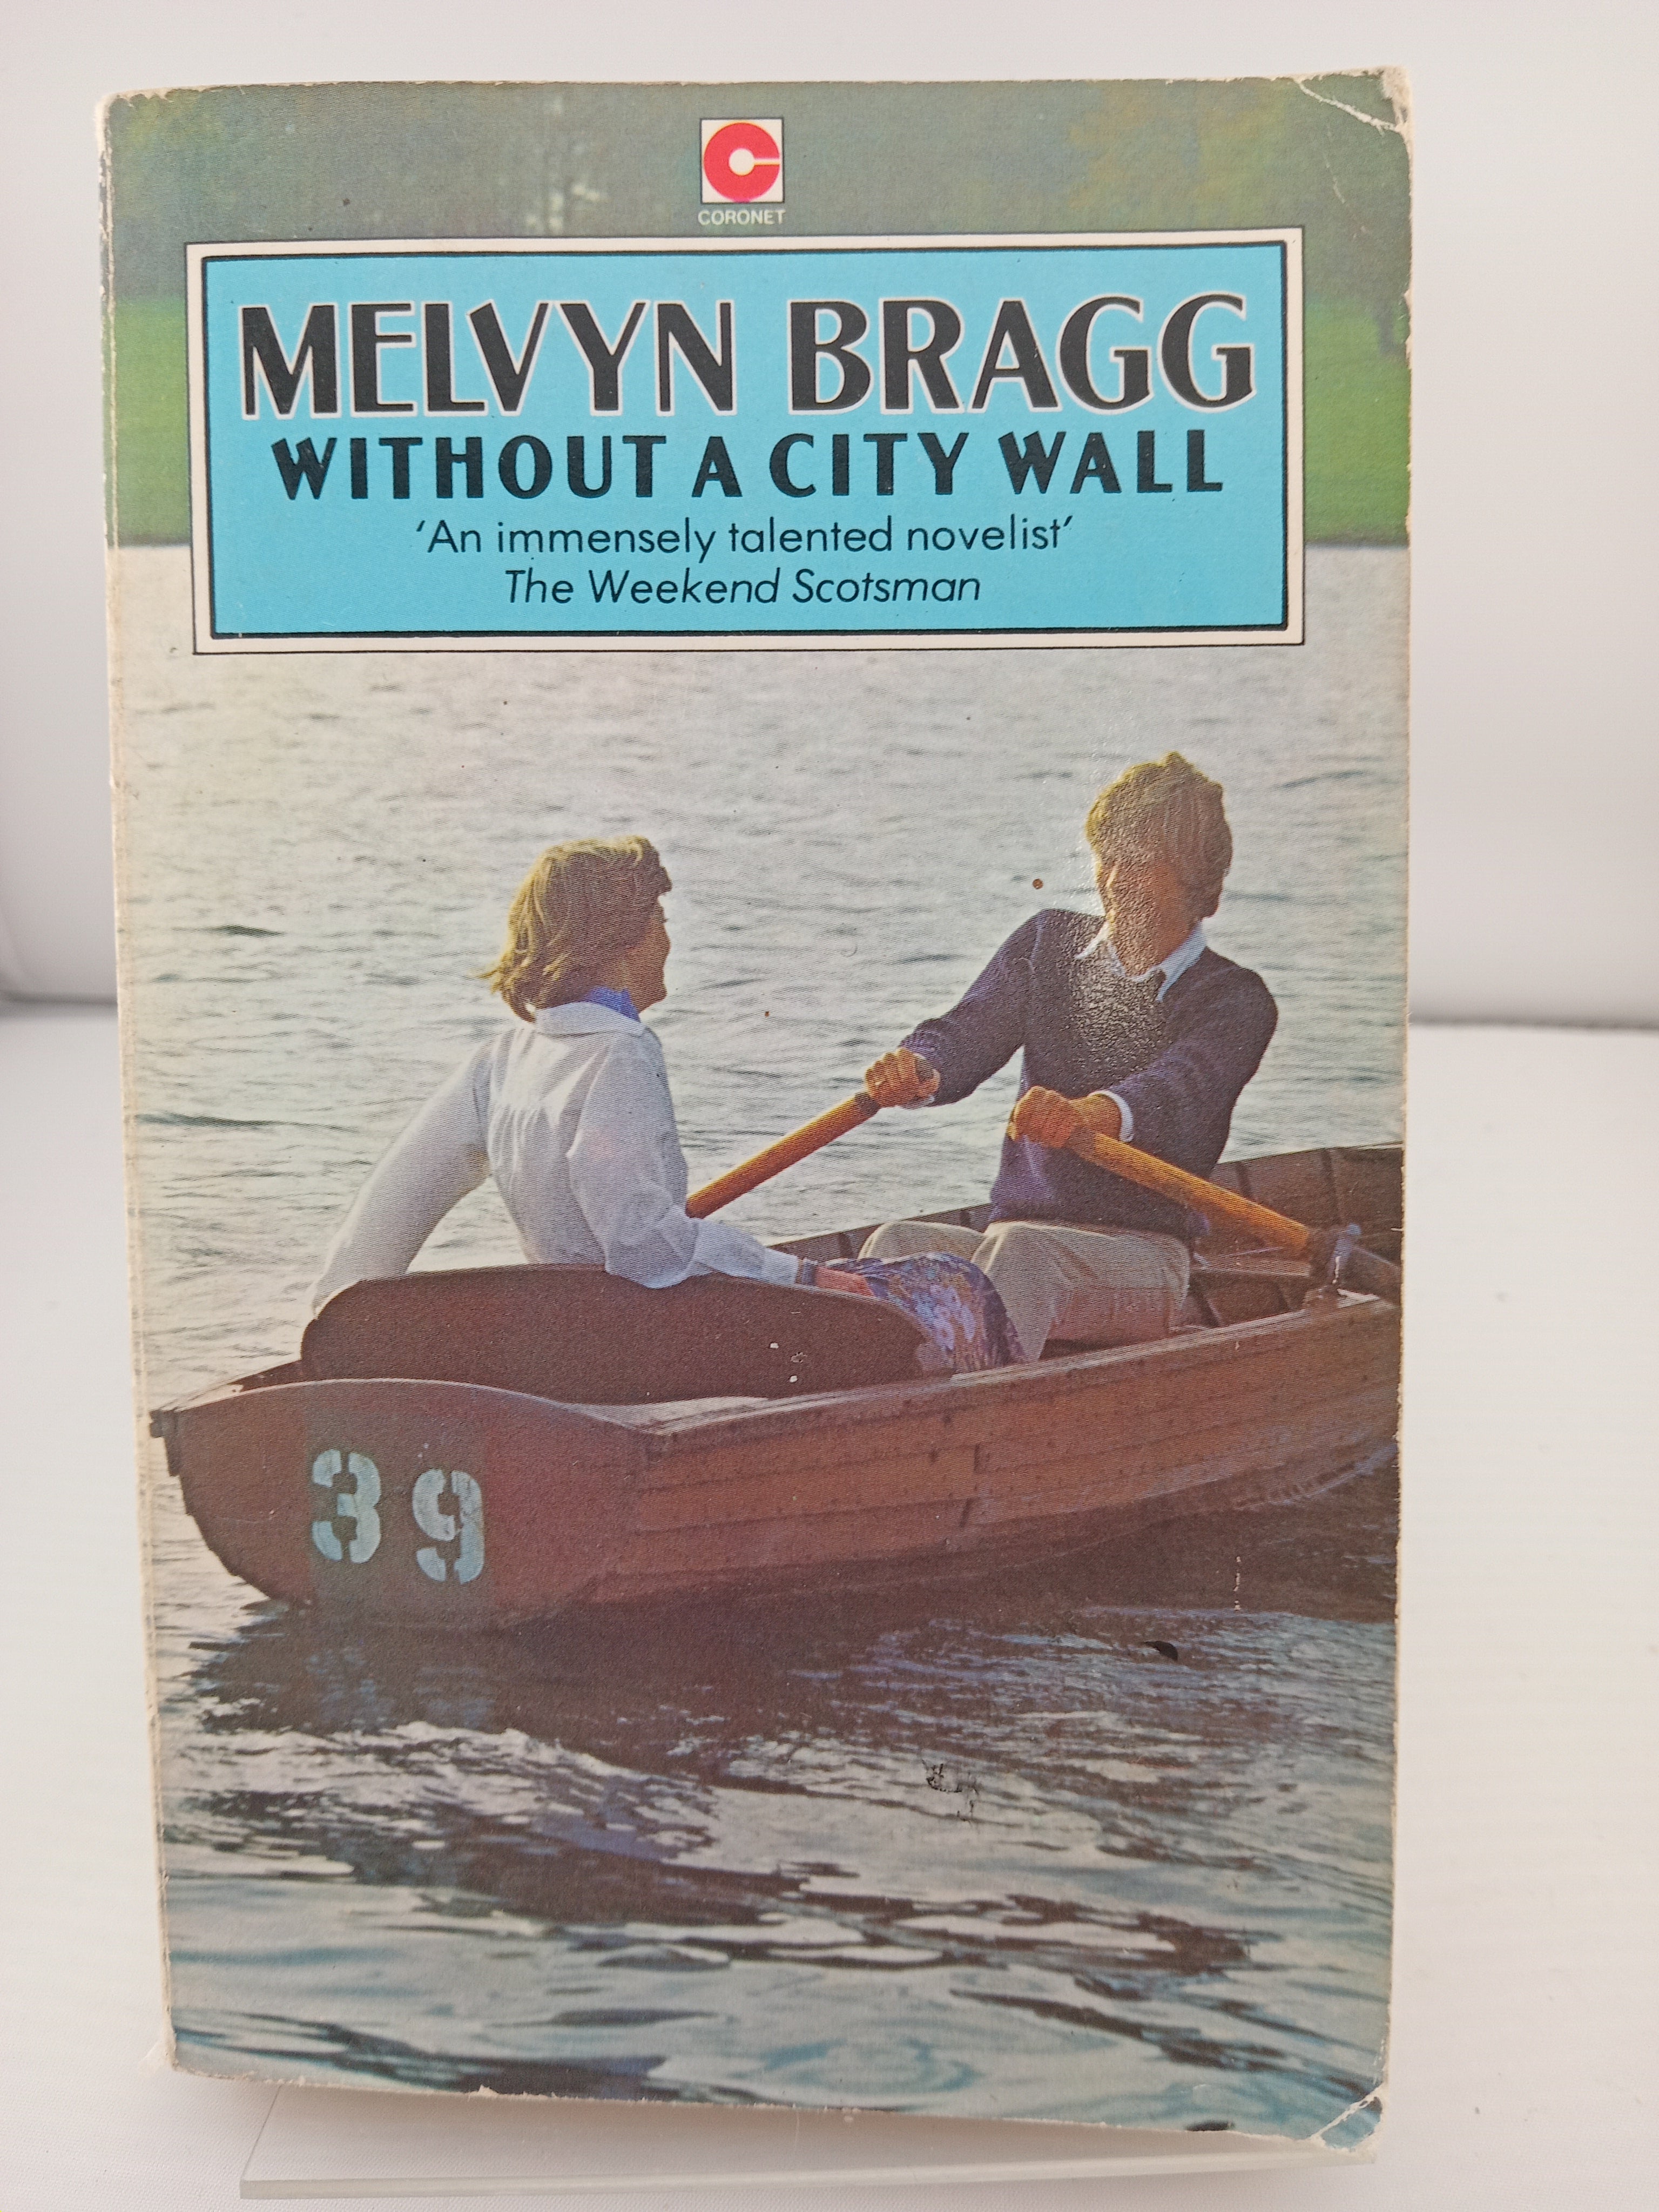 CORONET
MELVYN BRAGG
WITHOUT A CITY WALL
‘An immensely talented novelist’
The Weekend Scotsman
39